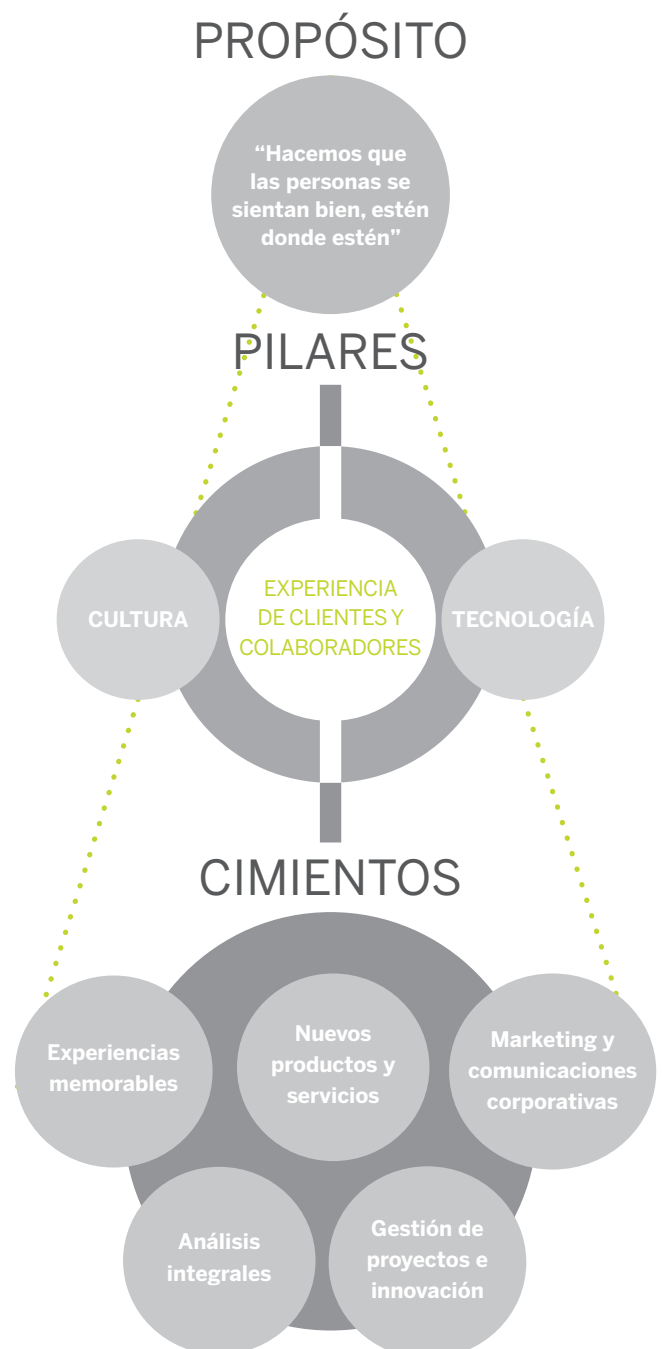 PROPÓSITO
“Hacemos que
las personas se
sientan bien, estén
donde estén”
PILARES
CULTURA
EXPERIENCIA
DE CLIENTES Y
COLABORADORES
TECNOLOGÍA
CIMIENTOS
Experiencias
memorables
Nuevos
productos y
servicios
Marketing y
comunicaciones
corporativas
Análisis
integrales
Gestión de
proyectos e
innovación